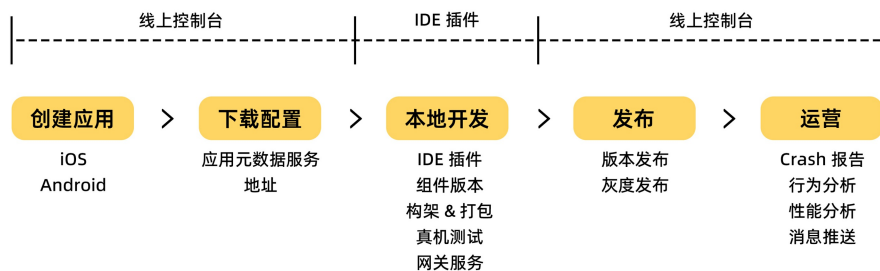 线上控制台
IDE 插件
线上控制台
创建应用
>
下载配置
>
本地开发
>
发布
>
运营
iOS
Android
应用元数据服务
地址
IDE 插件
组件版本
构架 & 打包
真机测试
网关服务
版本发布
灰度发布
Crash 报告
行为分析
性能分析
消息推送